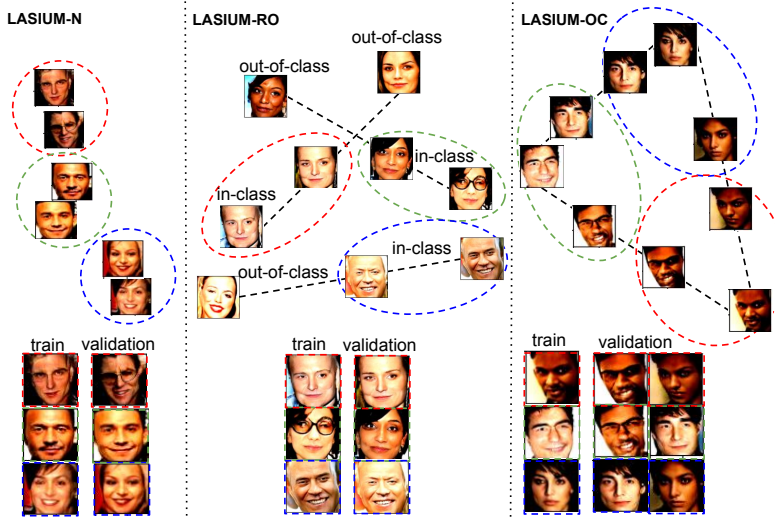 LASIUM-N
LASIUM-RO
LASIUM-OC
out-of-class
out-of-class
in-class
in-class
in-class
out-of-class
train validation
train validation
train validation